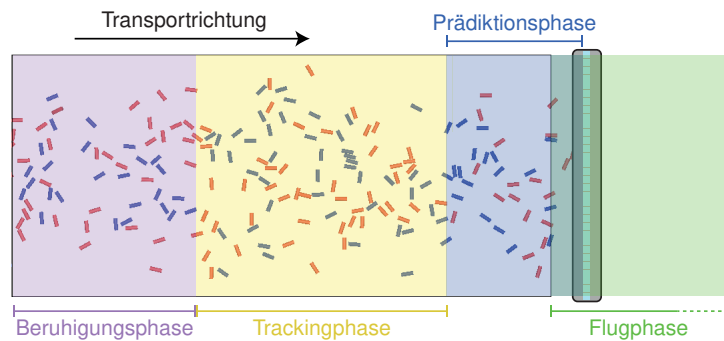 Transportrichtung
Prädiktionsphase
Beruhigungsphase
Trackingphase
Flugphase